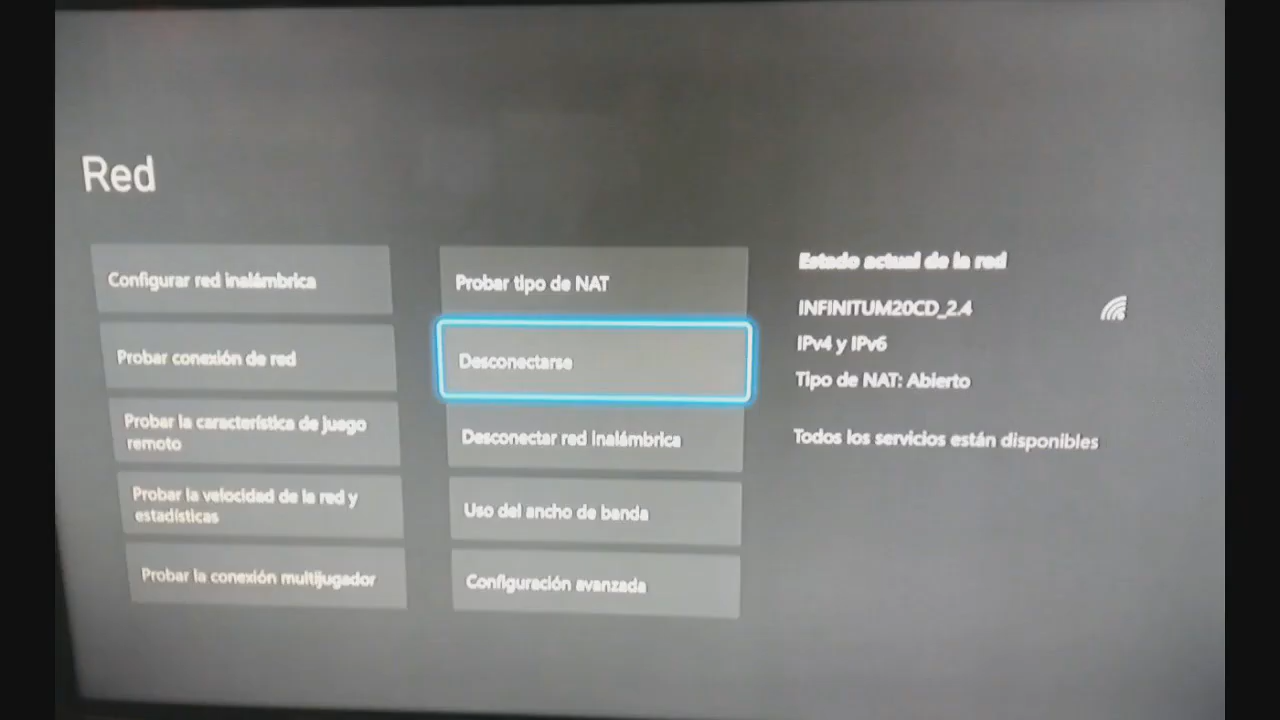 Red
Configurar red inalámbrica
Probar conexión de red
Probar la característica de juego
remoto
Probar la velocidad de la red y
estadísticas
Probar la conexión multijugador
Probar tipo de NAT
Desconectarse
Desconectar red inalámbrica
Uso del ancho de banda
Configuración avanzada
Estado actual de la red
INFINITUM20CD_2.4
IPv4 y IPv6
Tipo de NAT: Abierto
Todos los servicios están disponibles